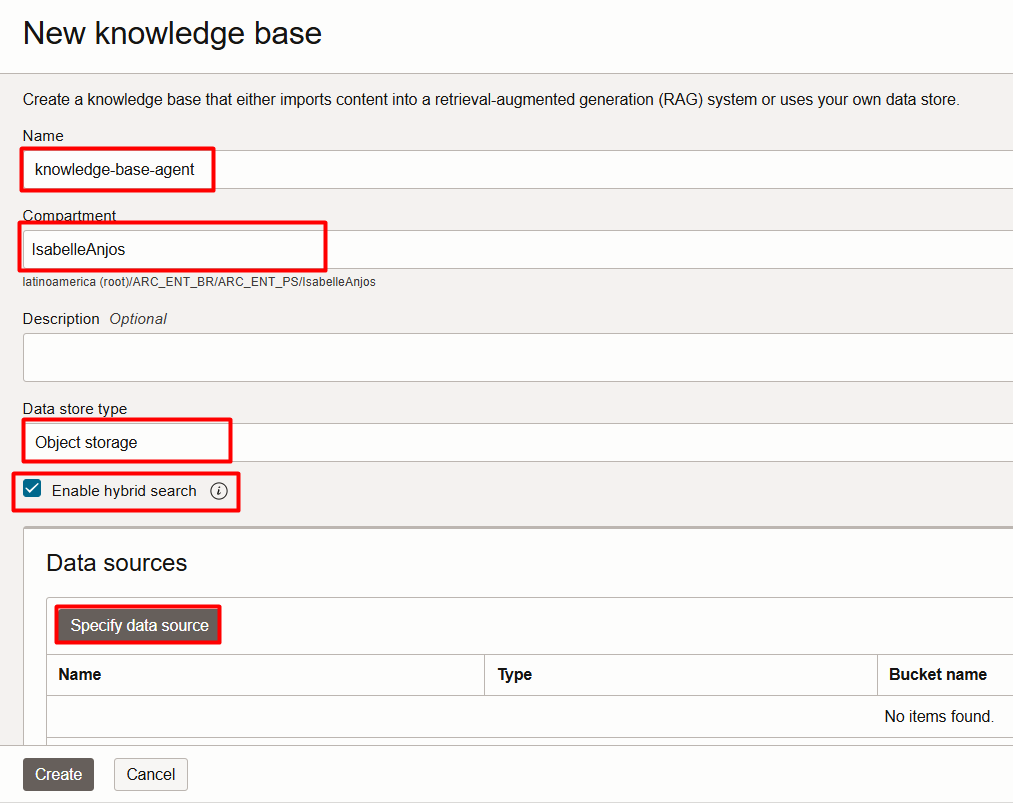 New knowledge base
Create a knowledge base that either imports content into a retrieval-augmented generation (RAG) system or uses your own data store.
Name
knowledge-base-agent
Compartment
IsabelleAnjos
latinoamerica (root)/ARC_ENT_BR/ARC_ENT_PS/IsabelleAnjos
Description Optional
Data store type
Object storage
Enable hybrid search
Data sources
Specify data source
Name Type Bucket name
No items found.
Create Cancel